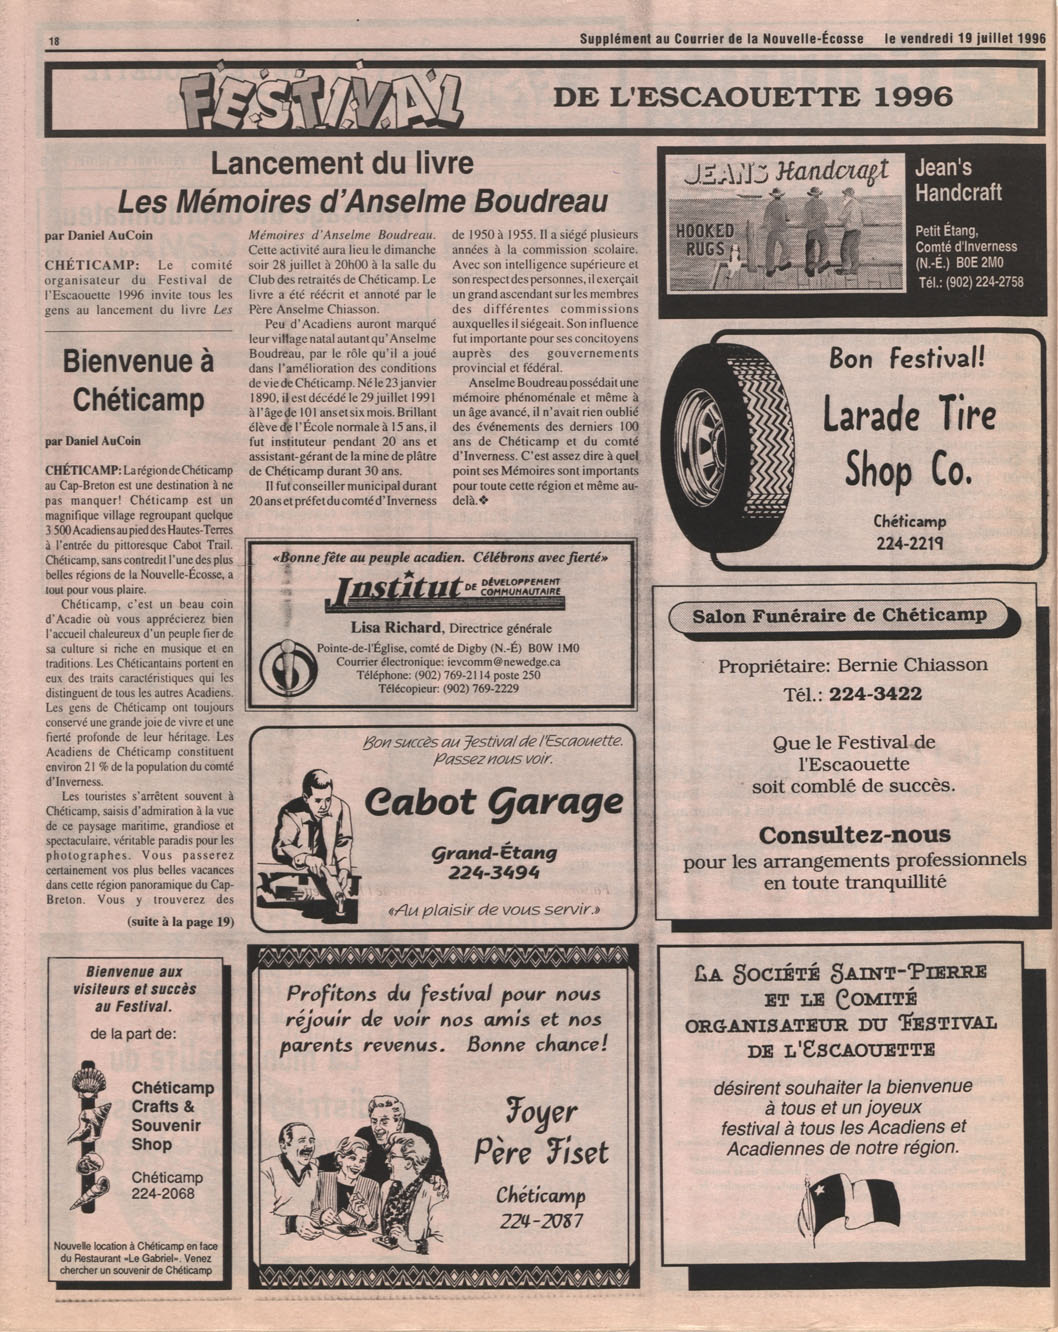 18
Supplément au Courrier de la Nouvelle-Écosse le vendredi 19 juillet 1996
FESTIVAL DE L'ESCAOUETTE 1996
Lancement du livre
Les Mémoires d'Anselme Boudreau
par Daniel AuCoin
CHÉTICAMP: Le comité
organisateur du Festival de
l'Escaouette 1996 invite tous les
gens au lancement du livre Les
Mémoires d'Anselme Boudreau.
Cette activité aura lieu le dimanche
soir 28 juillet à 20h00 à la salle du
Club des retraités de Chéticamp. Le
livre a été réécrit et annoté par le
Père Anselme Chiasson.
Peu d'Acadiens auront marqué
leur village natal autant qu'Anselme
Boudreau, par le rôle qu'il a joué
dans l'amélioration des conditions
de vie de Chéticamp. Né le 23 janvier
1890, il est décédé le 29 juillet 1991
à l'âge de 101 ans et six mois. Brillant
élève de l'École normale à 15 ans, il
fut instituteur pendant 20 ans et
assistant-gérant de la mine de plâtre
de Chéticamp durant 30 ans.
Il fut conseiller municipal durant
20 ans et préfet du comté d'Inverness
de 1950 à 1955. Il a siégé plusieurs
années à la commission scolaire.
Avec son intelligence supérieure et
son respect des personnes, il exerçait
un grand ascendant sur les membres
des différentes commissions
auxquelles il siégeait. Son influence
fut importante pour ses concitoyens
auprès des gouvernements
provincial et fédéral.
Anselme Boudreau possédait une
mémoire phénoménale et même à
un âge avancé, il n'avait rien oublié
des événements des derniers 100
ans de Chéticamp et du comté
d'Inverness. C'est assez dire à quel
point ses Mémoires sont importants
pour toute cette région et même au-
delà.❖
Bienvenue à
Chéticamp
par Daniel AuCoin
CHÉTICAMP: La région de Chéticamp
au Cap-Breton est une destination à ne
pas manquer! Chéticamp est un
magnifique village regroupant quelque
3 500 Acadiens au pied des Hautes-Terres
à l'entrée du pittoresque Cabot Trail.
Chéticamp, sans contredit l'une des plus
belles régions de la Nouvelle-Écosse, a
tout pour vous plaire.
Chéticamp, c'est un beau coin
d'Acadie où vous apprécierez bien
l'accueil chaleureux d'un peuple fier de
sa culture si riche en musique et en
traditions. Les Chéticantains portent en
eux des traits caractéristiques qui les
distinguent de tous les autres Acadiens.
Les gens de Chéticamp ont toujours
conservé une grande joie de vivre et une
fierté profonde de leur héritage. Les
Acadiens de Chéticamp constituent
environ 21 % de la population du comté
d'Inverness.
Les touristes s'arrêtent souvent à
Chéticamp, saisis d'admiration à la vue
de ce paysage maritime, grandiose et
spectaculaire, véritable paradis pour les
photographes. Vous passerez
certainement vos plus belles vacances
dans cette région panoramique du Cap-
Breton. Vous y trouverez des
(suite à la page 19)
JEAN'S Handcraft
HOOKED
RUGS
Jean's
Handcraft
Petit Étang,
Comté d'Inverness
(N.-É.) B0E 2M0
Tél.: (902) 224-2758
Bon festival!
Larade Tire
Shop Co.
Chéticamp
224-2219
«Bonne fête au peuple acadien. Célébrons avec fierté»
Institut DE DÉVELOPPEMENT
COMMUNAUTAIRE
Lisa Richard, Directrice générale
Pointe-de-l'Église, comté de Digby (N.-É) B0W 1M0
Courrier électronique: ievcomm@newedge.ca
Téléphone: (902) 769-2114 poste 250
Télécopieur: (902) 769-2229
Salon Funéraire de Chéticamp
Propriétaire: Bernie Chiasson
Tél.: 224-3422
Que le Festival de
l'Escaouette
soit comblé de succès.
Consultez-nous
pour les arrangements professionnels
en toute tranquillité
Bon succès au festival de l'Escaouette.
Passez nous voir.
Cabot Garage
Grand-Étang
224-3494
«Au plaisir de vous servir.»
Bienvenue aux
visiteurs et succès
au Festival.
de la part de:
Chéticamp
Crafts &
Souvenir
Shop
Chéticamp
224-2068
Nouvelle location à Chéticamp en face
du Restaurant «Le Gabriel». Venez
chercher un souvenir de Chéticamp
Profitons du festival pour nous
réjouir de voir nos amis et nos
parents revenus. Bonne chance!
Foyer
Père Fiset
Chéticamp
224-2087
La Société Saint-Pierre
et le Comité
organisateur du Festival
de l'Escaouette
désirent souhaiter la bienvenue
à tous et un joyeux
festival à tous les Acadiens et
Acadiennes de notre région.